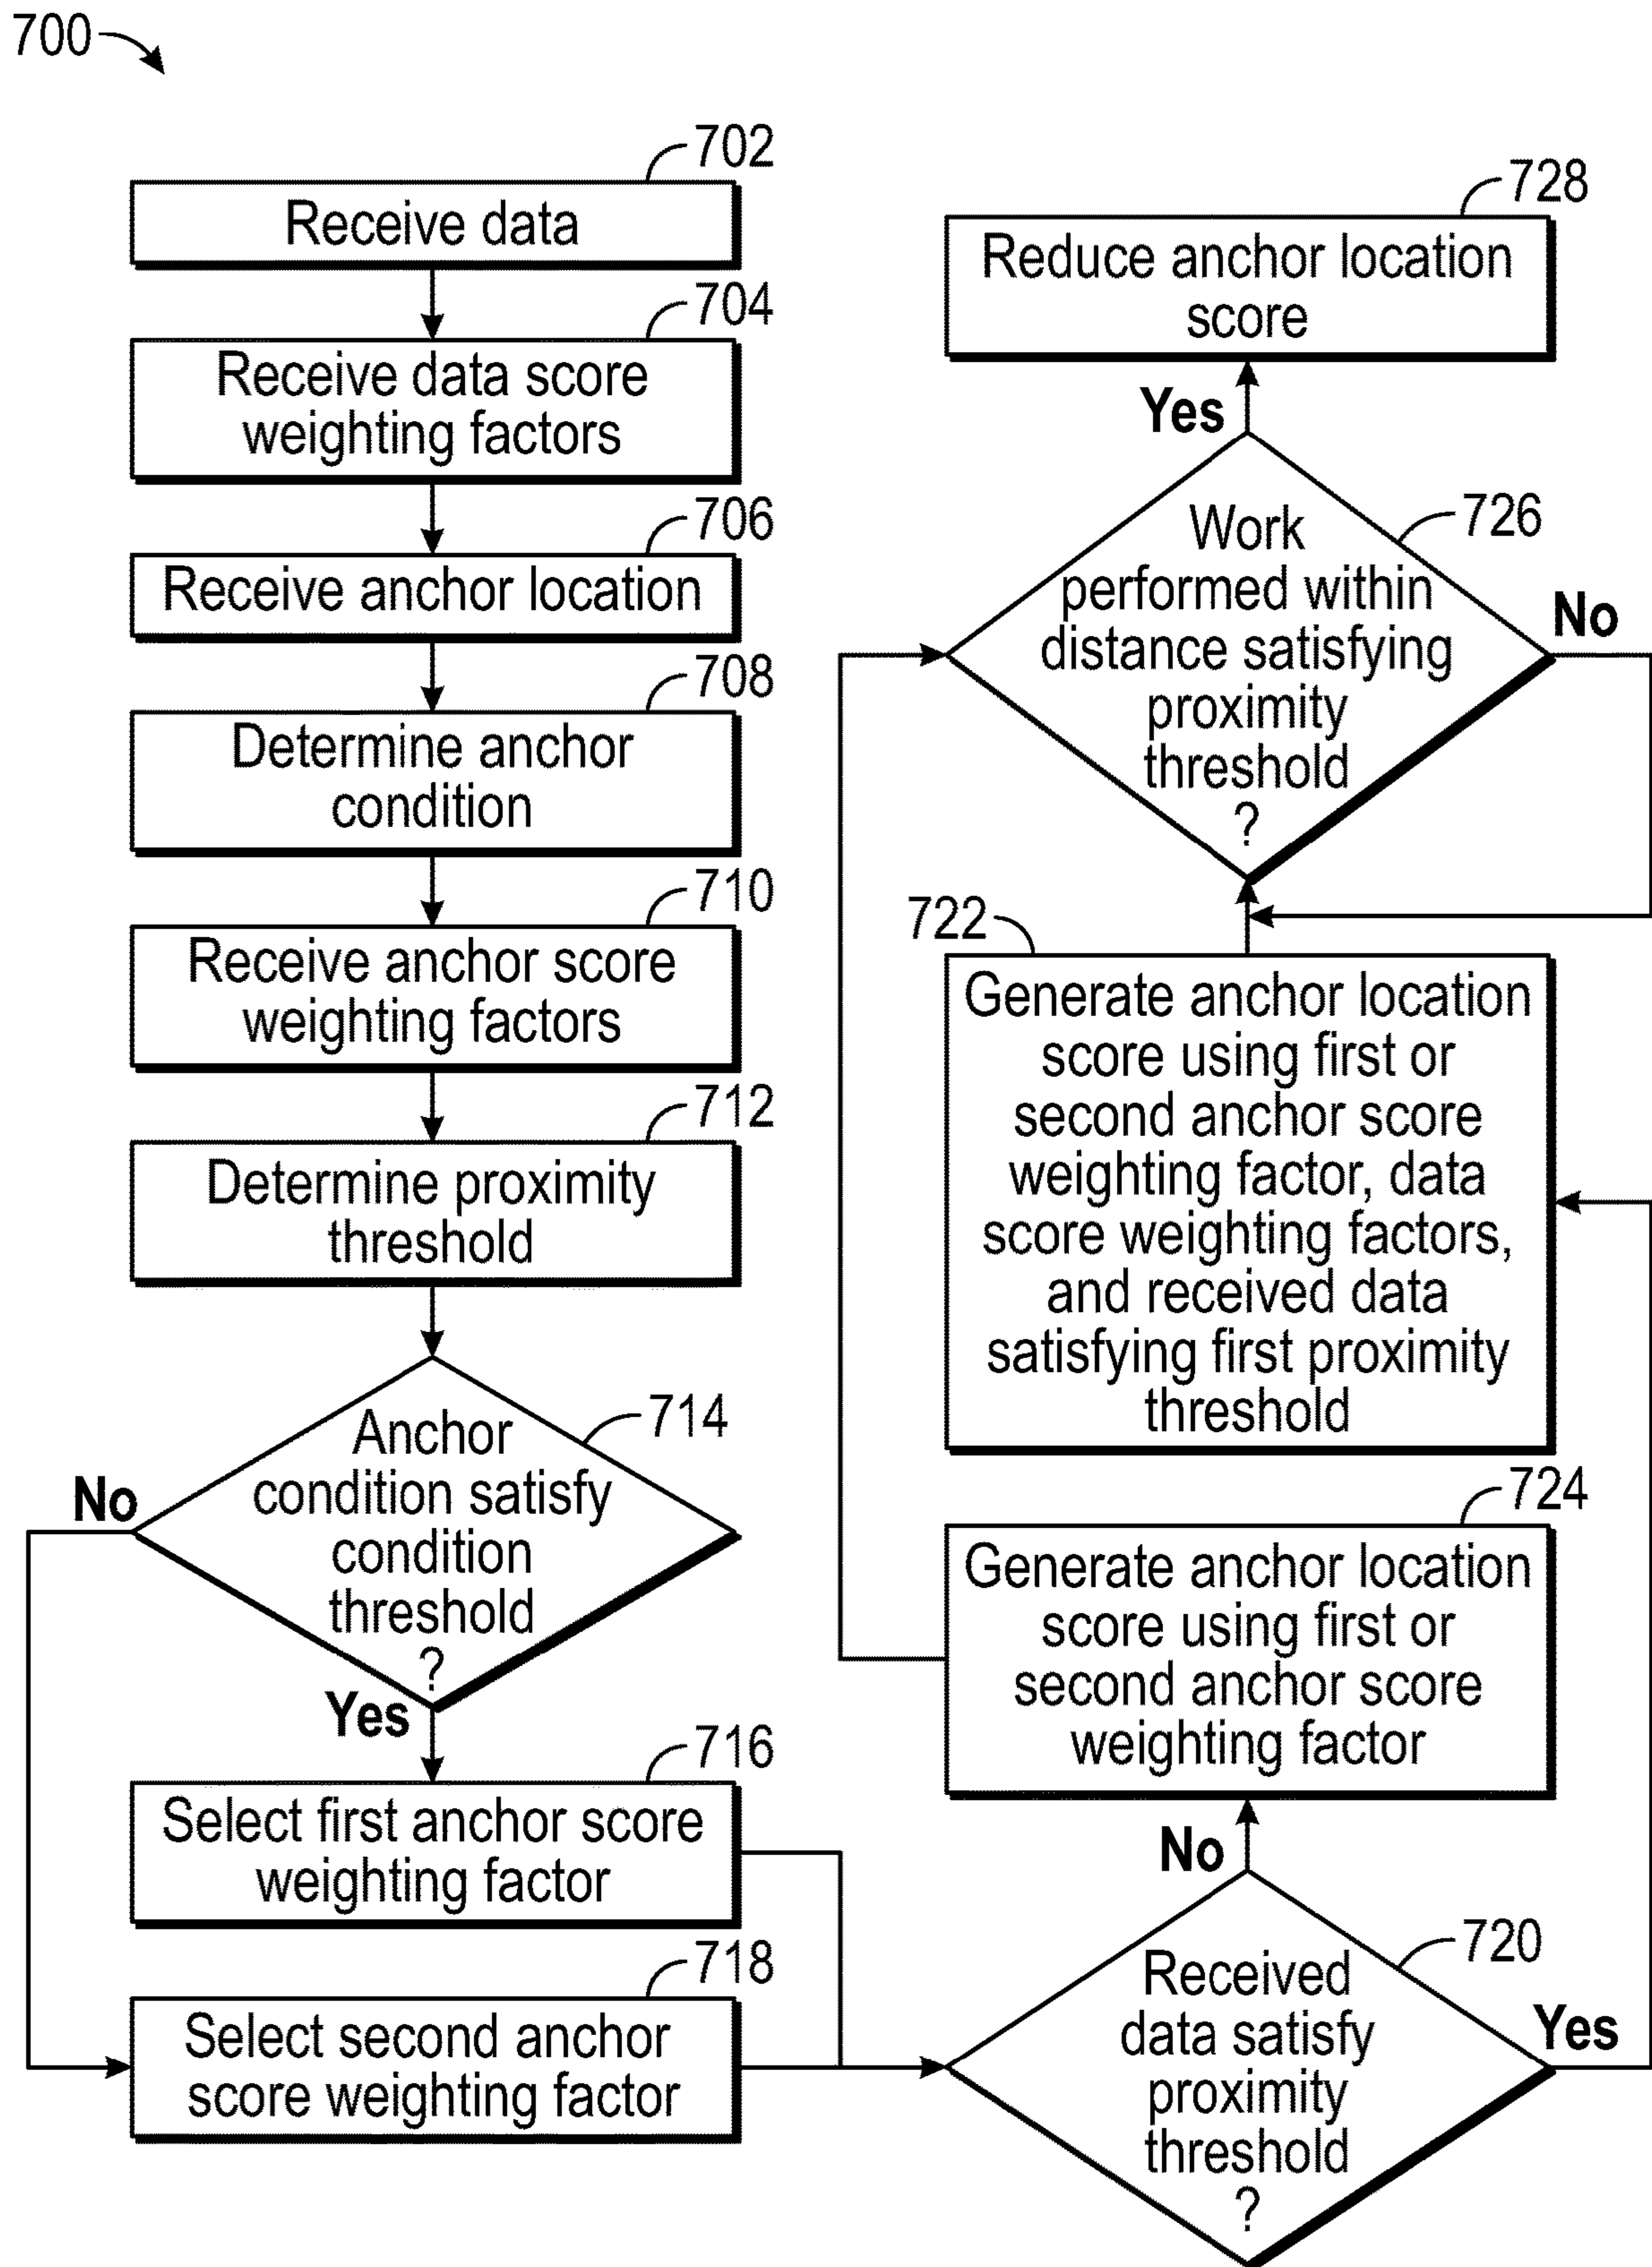 700
702
Receive data
704
Receive data score
weighting factors
706
Receive anchor location
708
Determine anchor
condition
710
Receive anchor score
weighting factors
712
Determine proximity
threshold
714
Anchor
condition satisfy
condition
threshold
?
No
Yes
716
Select first anchor score
weighting factor
718
Select second anchor
score weighting factor
720
Received
data satisfy
proximity
threshold
?
Yes
No
724
Generate anchor location
score using first or
second anchor score
weighting factor
722
Generate anchor location
score using first or
second anchor score
weighting factor, data
score weighting factors,
and received data
satisfying first proximity
threshold
726
Work
performed within
distance satisfying
proximity
threshold
?
No
Yes
728
Reduce anchor location
score